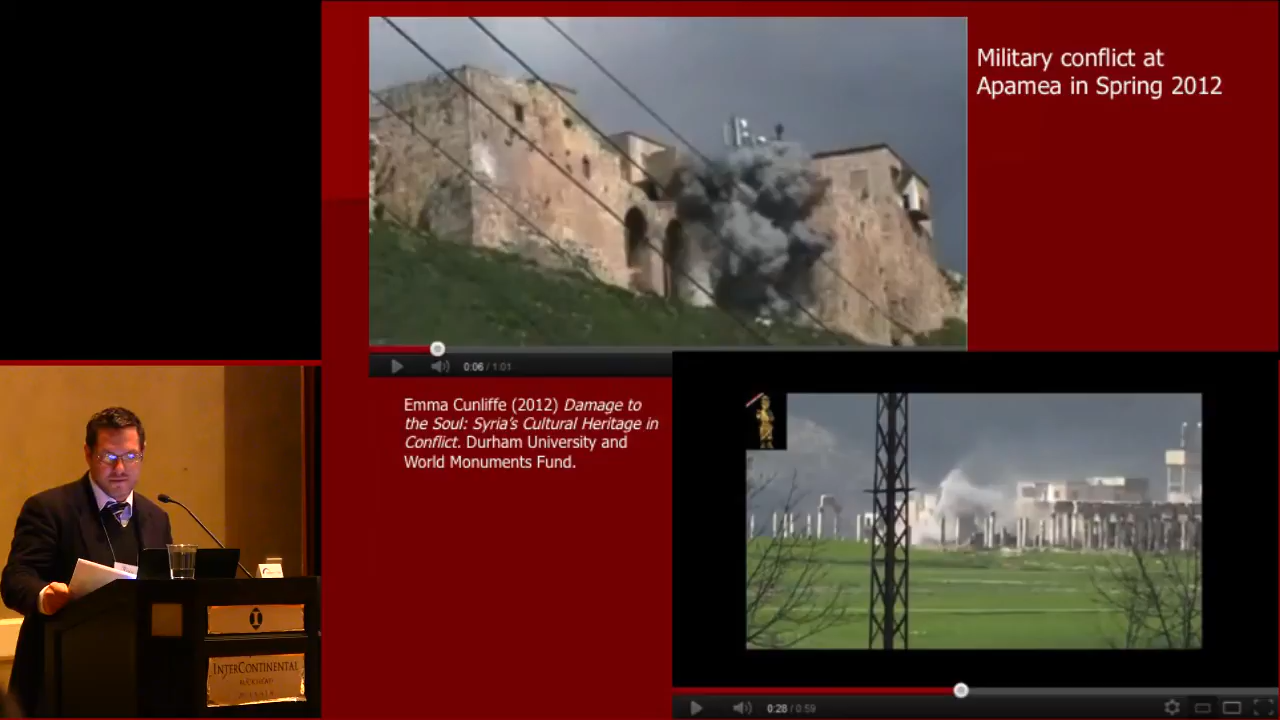 Military conflict at
Apamea in Spring 2012
0:06 / 1:01
Emma Cunliffe (2012) Damage to
the Soul: Syria's Cultural Heritage in
Conflict. Durham University and
World Monuments Fund.
0:28 / 0:59
INTERCONTINENTAL